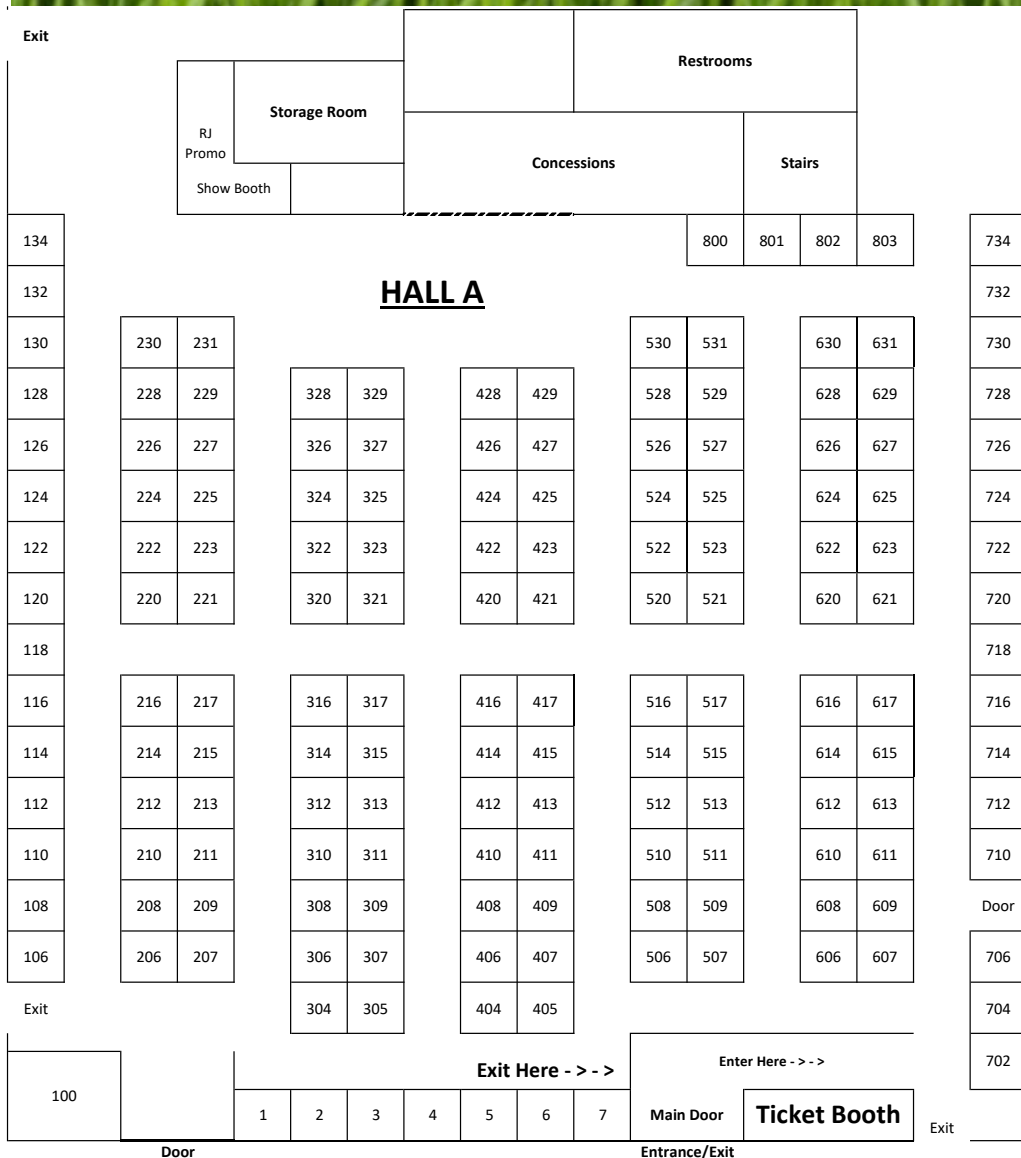 Exit
Restrooms
Storage Room
RJ
Promo
Concessions
Stairs
Show Booth
134 800 801 802 803 734
132 HALL A 732
130 230 231 530 531 630 631 730
128 228 229 328 329 428 429 528 529 628 629 728
126 226 227 326 327 426 427 526 527 626 627 726
124 224 225 324 325 424 425 524 525 624 625 724
122 222 223 322 323 422 423 522 523 622 623 722
120 220 221 320 321 420 421 520 521 620 621 720
118 718
116 216 217 316 317 416 417 516 517 616 617 716
114 214 215 314 315 414 415 514 515 614 615 714
112 212 213 312 313 412 413 512 513 612 613 712
110 210 211 310 311 410 411 510 511 610 611 710
108 208 209 308 309 408 409 508 509 608 609 Door
106 206 207 306 307 406 407 506 507 606 607 706
Exit 304 305 404 405 704
Exit Here - > - > Enter Here - > - > 702
100
1 2 3 4 5 6 7 Main Door Ticket Booth Exit
Door Entrance/Exit